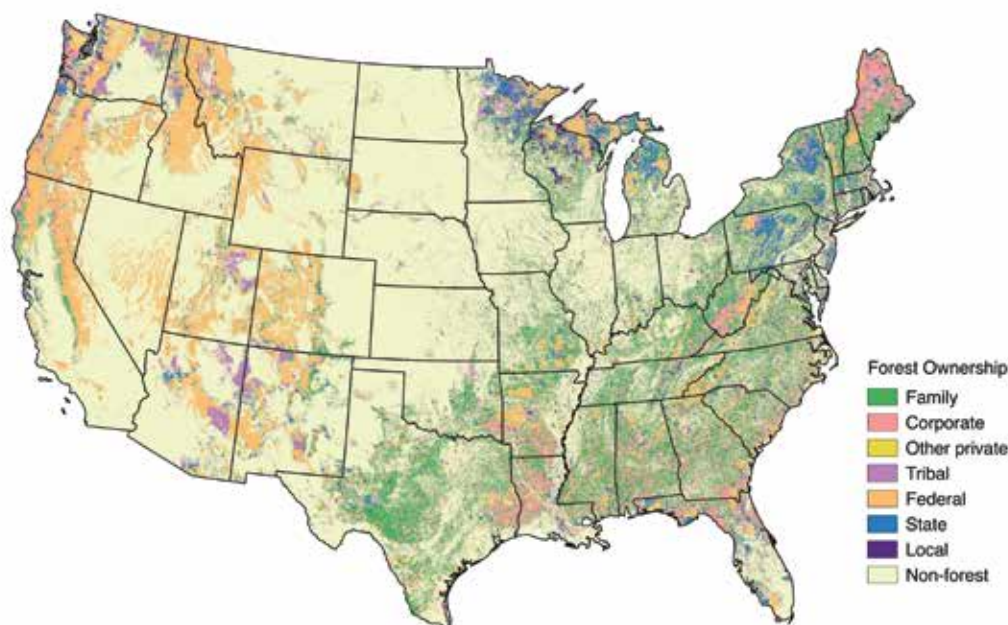 Forest Ownership
Family
Corporate
Other private
Tribal
Federal
State
Local
Non-forest